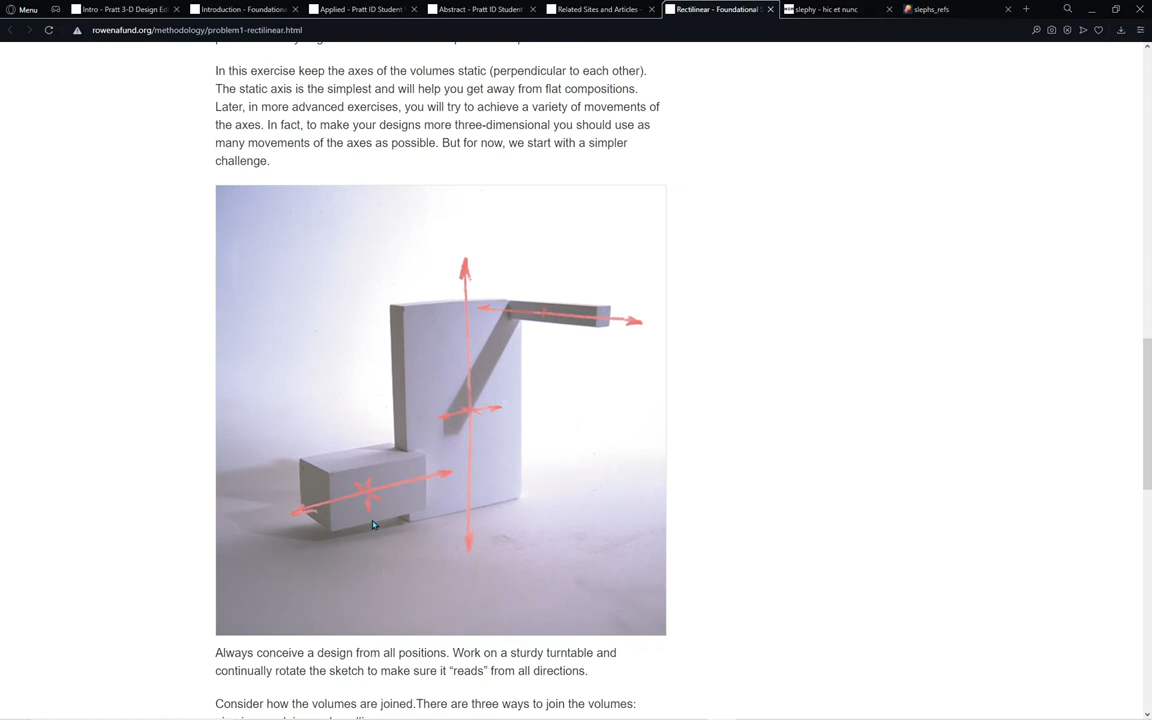 Menu
Intro - Pratt 3-D Design Ed
Introduction - Foundation
Applied - Pratt ID Student
Abstract - Pratt ID Student
Related Sites and Articles -
Rectilinear - Foundational S
slephy - hic et nunc
slephs_refs
rowenafund.org/methodology/problem1-rectilinear.html
In this exercise keep the axes of the volumes static (perpendicular to each other).
The static axis is the simplest and will help you get away from flat compositions.
Later, in more advanced exercises, you will try to achieve a variety of movements of
the axes. In fact, to make your designs more three-dimensional you should use as
many movements of the axes as possible. But for now, we start with a simpler
challenge.
Always conceive a design from all positions. Work on a sturdy turntable and
continually rotate the sketch to make sure it “reads” from all directions.
Consider how the volumes are joined.There are three ways to join the volumes: